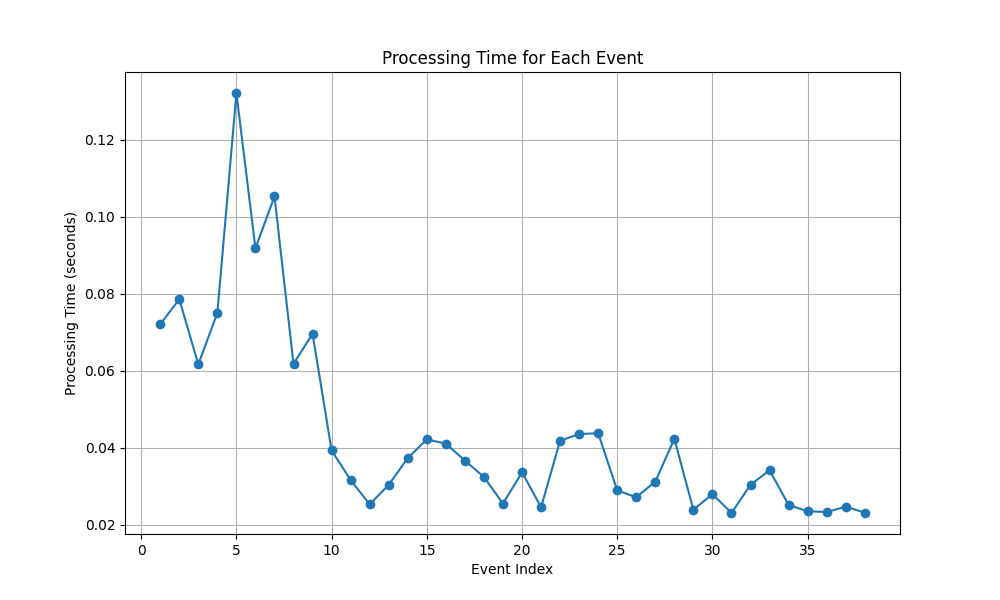 Processing Time for Each Event
Processing Time (seconds)
0.12
0.10
0.08
0.06
0.04
0.02
0 5 10 15 20 25 30 35
Event Index